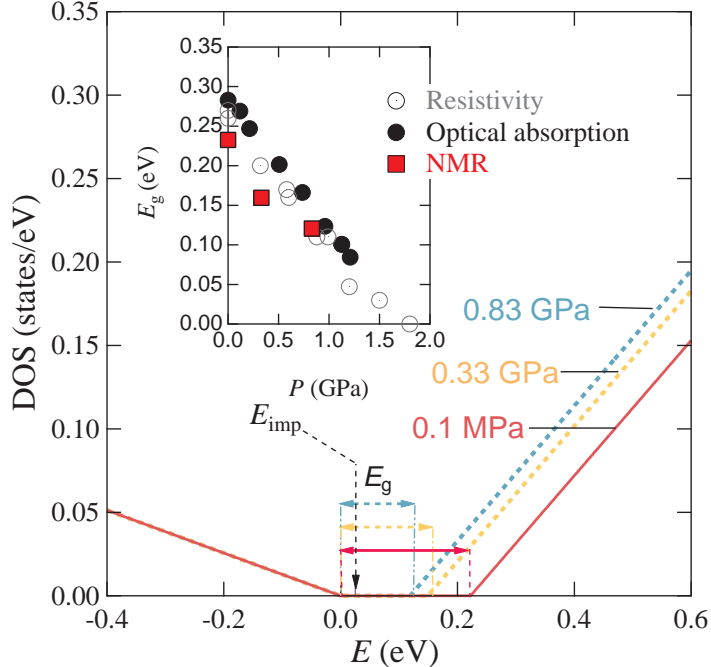 0.35
0.30
0.25
0.20
0.15
0.10
0.05
0.00
DOS (states/eV)
-0.4
-0.2
0.0
0.2
0.4
0.6
E (eV)
0.35
0.30
0.25
0.20
0.15
0.10
0.05
0.00
Eg (eV)
0.0
0.5
1.0
1.5
2.0
P (GPa)
Resistivity
Optical absorption
NMR
0.83 GPa
0.33 GPa
0.1 MPa
Eimp
Eg